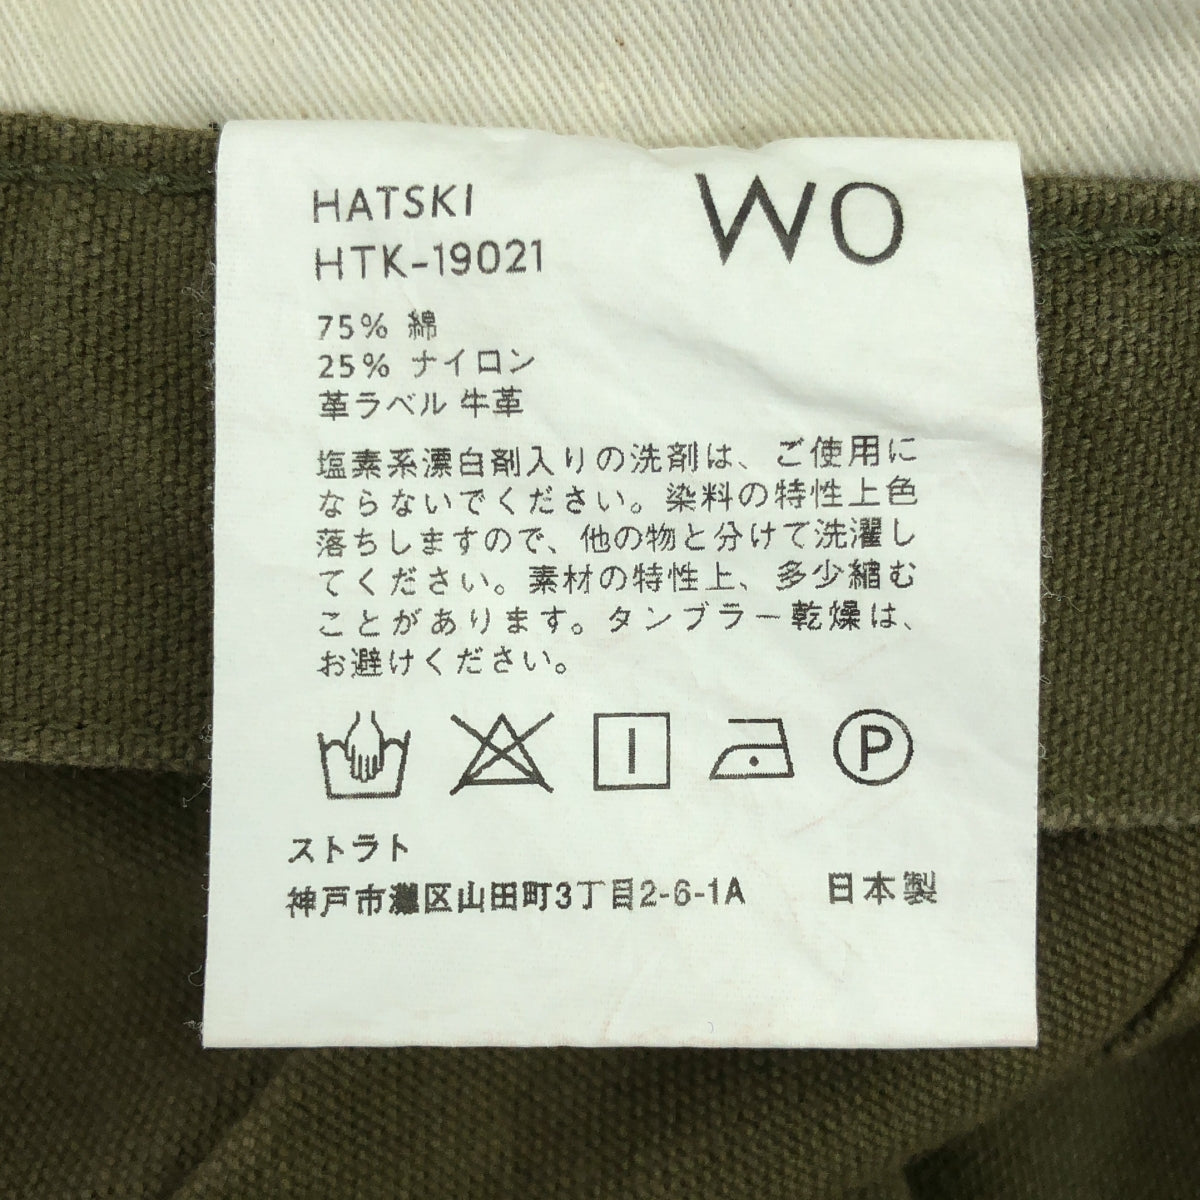 HATSKI
WO
HTK-19021
75% 綿
25% ナイロン
革ラベル 牛革
塩素系漂白剤入りの洗剤は、ご使用に
ならないでください。染料の特性上色
落ちしますので、他の物と分けて洗濯し
てください。素材の特性上、多少縮む
ことがあります。タンブラー乾燥は、
お避けください。
P
ストラト
神戸市灘区山田町3丁目2-6-1A
日本製